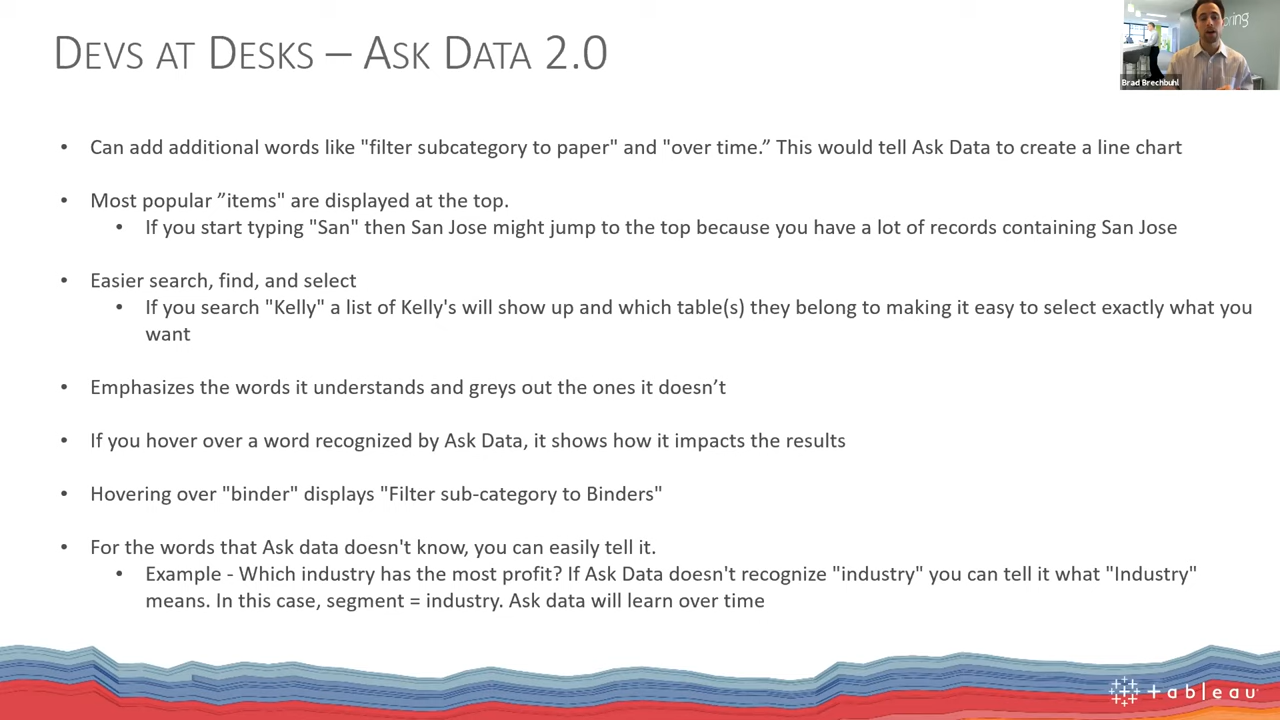 DEVS AT DESKS – ASK DATA 2.0
oring
Brad Brechbuhl
• Can add additional words like "filter subcategory to paper" and "over time.” This would tell Ask Data to create a line chart
• Most popular ”items" are displayed at the top.
• If you start typing "San" then San Jose might jump to the top because you have a lot of records containing San Jose
• Easier search, find, and select
• If you search "Kelly" a list of Kelly's will show up and which table(s) they belong to making it easy to select exactly what you
want
• Emphasizes the words it understands and greys out the ones it doesn’t
• If you hover over a word recognized by Ask Data, it shows how it impacts the results
• Hovering over "binder" displays "Filter sub-category to Binders"
• For the words that Ask data doesn't know, you can easily tell it.
• Example - Which industry has the most profit? If Ask Data doesn't recognize "industry" you can tell it what "Industry"
means. In this case, segment = industry. Ask data will learn over time
+ableau